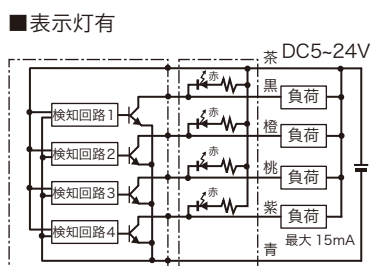 ■表示灯有
茶 DC5~24V
赤 黒 負荷
検知回路1
赤 橙 負荷
検知回路2
赤 桃 負荷
検知回路3
赤 紫 負荷
検知回路4
最大 15mA
青